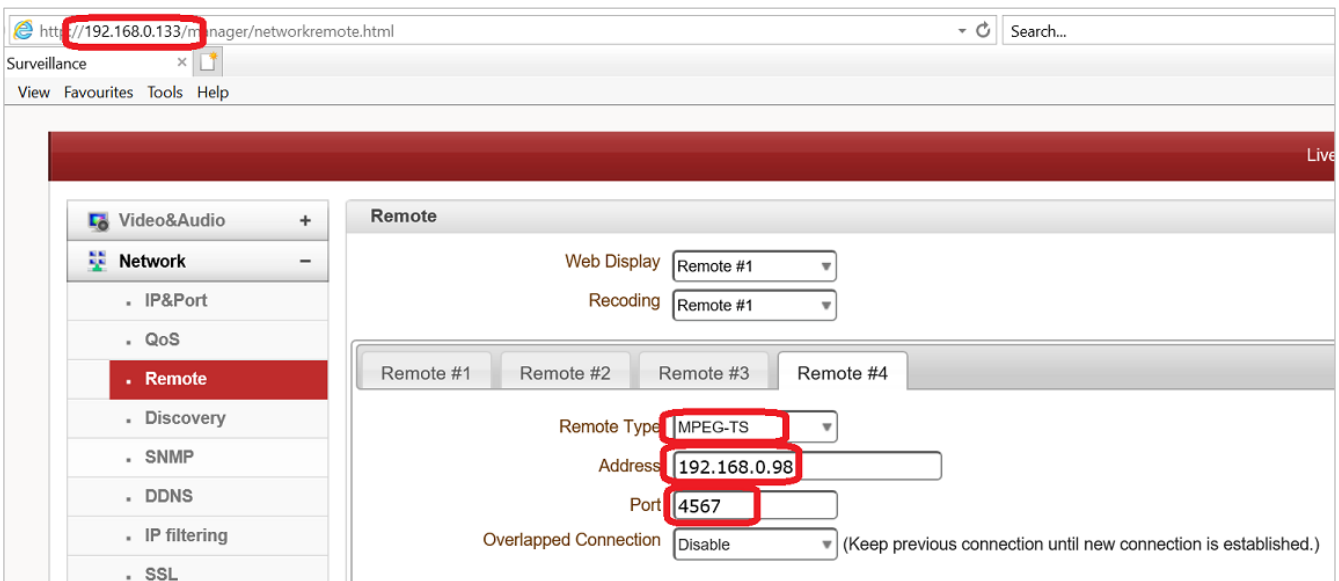 http://192.168.0.133/manager/networkremote.html Search...
Surveillance
View Favourites Tools Help
Live
Video&Audio +
Network −
IP&Port
QoS
Remote
Discovery
SNMP
DDNS
IP filtering
SSL
Remote
Web Display Remote #1
Recoding Remote #1
Remote #1 Remote #2 Remote #3 Remote #4
Remote Type MPEG-TS
Address 192.168.0.98
Port 4567
Overlapped Connection Disable (Keep previous connection until new connection is established.)